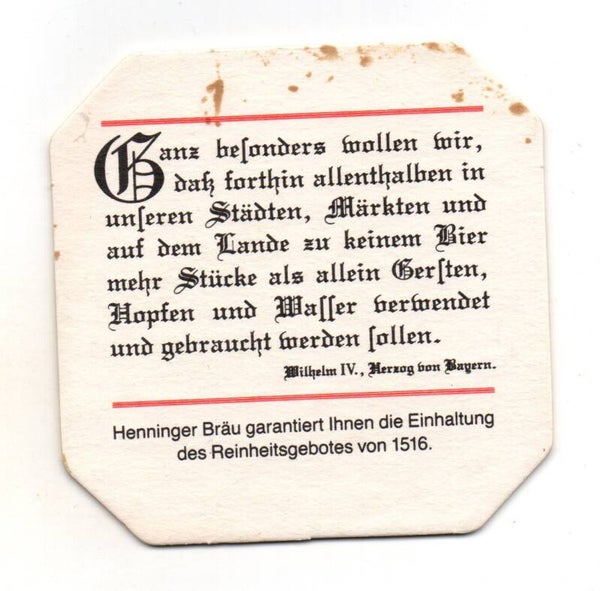 Ganz beſonders wollen wir,
daß forthin allenthalben in
unſeren Städten, Märkten und
auf dem Lande zu keinem Bier
mehr Stücke als allein Gerſten,
Hopfen und Waſſer verwendet
und gebraucht werden ſollen.
Wilhelm IV., Herzog von Bayern.
Henninger Bräu garantiert Ihnen die Einhaltung
des Reinheitsgebotes von 1516.